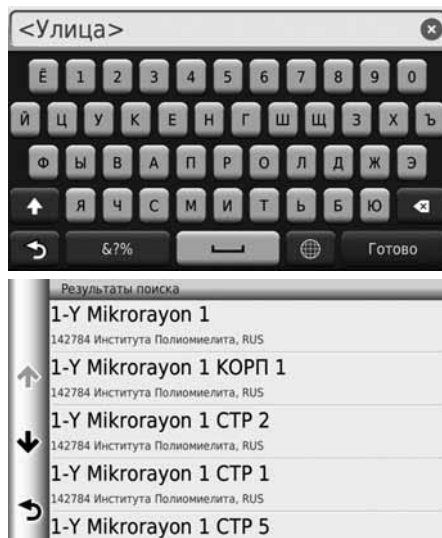 <Улица>
Ё 1 2 3 4 5 6 7 8 9 0
Й Ц У К Е Н Г Ш Щ З Х Ъ
Ф Ы В А П Р О Л Д Ж Э
Я Ч С М И Т Ь Б Ю
&?% Готово
Результаты поиска
1-Y Mikrorayon 1
142784 Института Полиомиелита, RUS
1-Y Mikrorayon 1 КОРП 1
142784 Института Полиомиелита, RUS
1-Y Mikrorayon 1 СТР 2
142784 Института Полиомиелита, RUS
1-Y Mikrorayon 1 СТР 1
142784 Института Полиомиелита, RUS
1-Y Mikrorayon 1 СТР 5